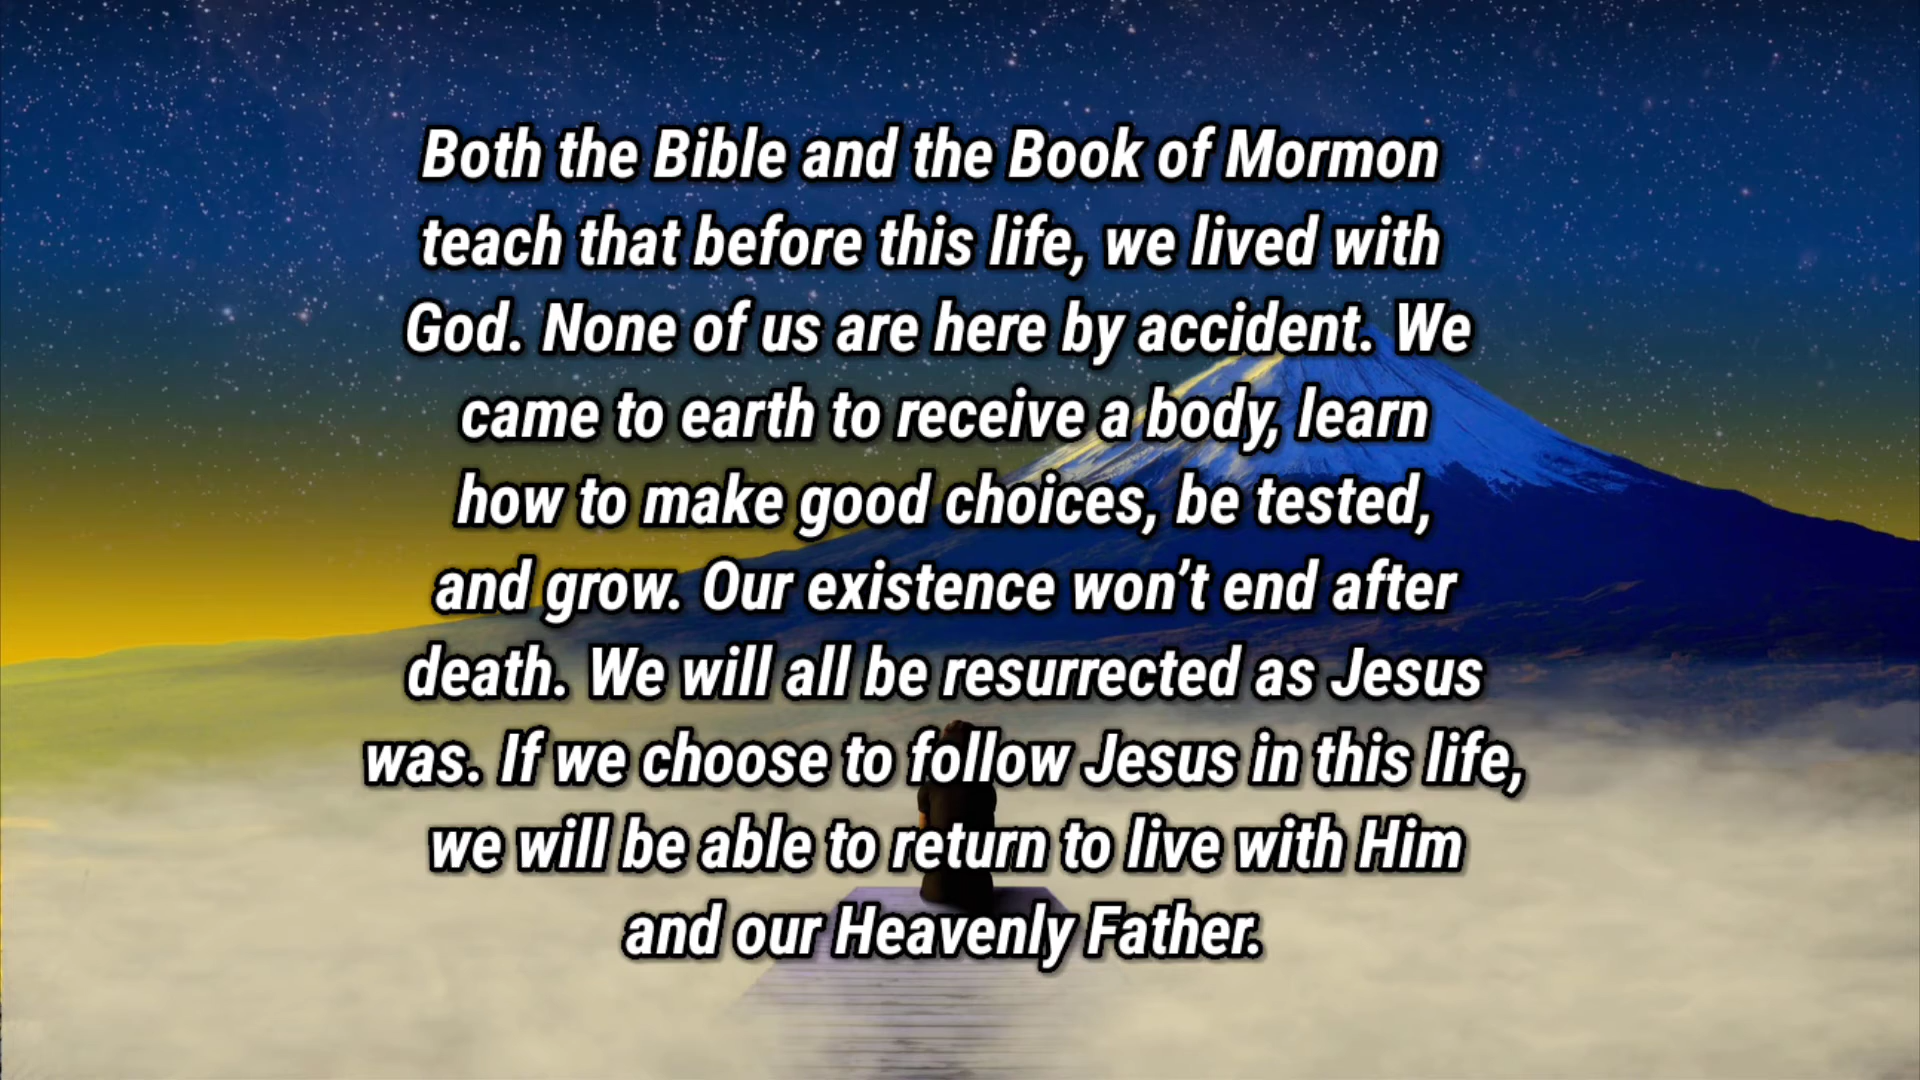 Both the Bible and the Book of Mormon
teach that before this life, we lived with
God. None of us are here by accident. We
came to earth to receive a body, learn
how to make good choices, be tested,
and grow. Our existence won’t end after
death. We will all be resurrected as Jesus
was. If we choose to follow Jesus in this life,
we will be able to return to live with Him
and our Heavenly Father.